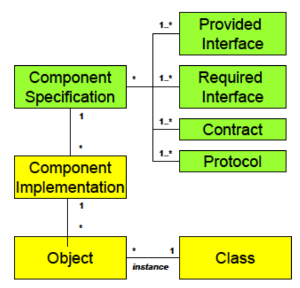 1..*
Provided
Interface
Component
Specification
*
1..*
Required
Interface
1..*
Contract
1
1..*
Protocol
*
Component
Implementation
1
*
Object
*
1
instance
Class